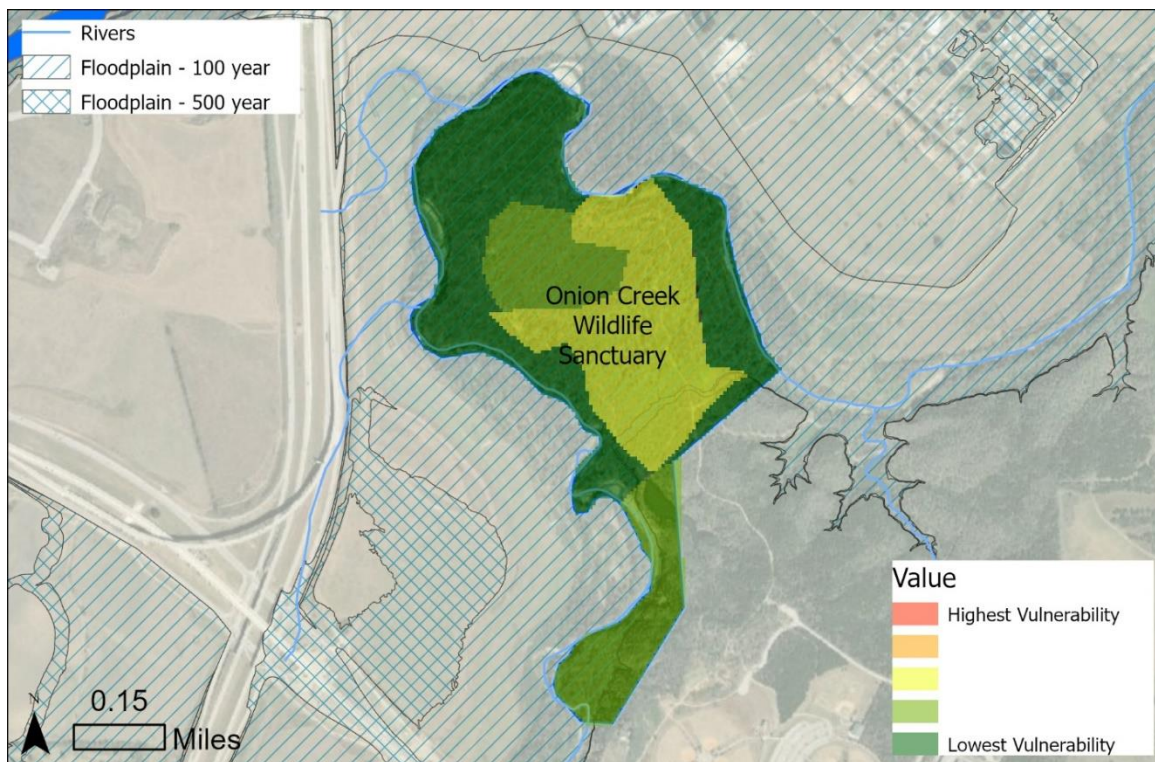 Rivers
Floodplain - 100 year
Floodplain - 500 year
Onion Creek
Wildlife
Sanctuary
Value
Highest Vulnerability
Lowest Vulnerability
N
0.15
Miles